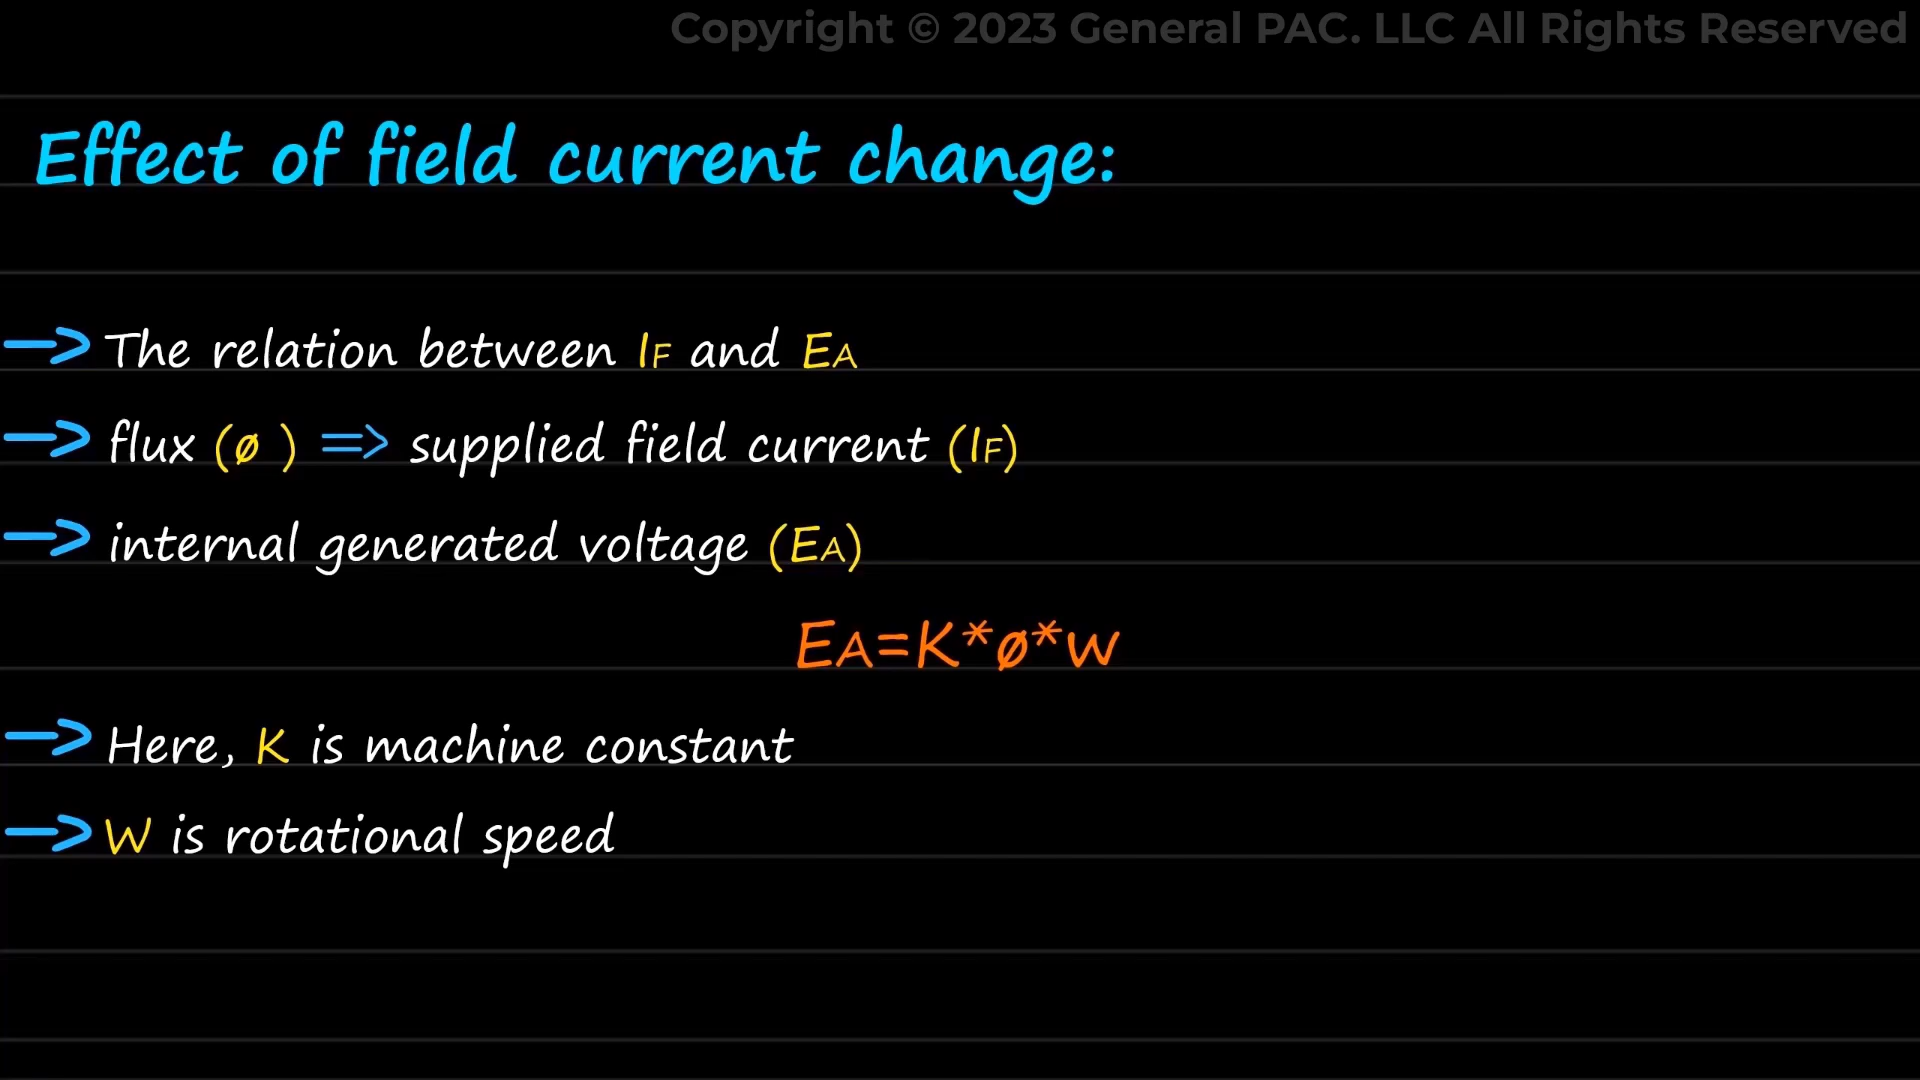 Copyright © 2023 General PAC. LLC All Rights Reserved
Effect of field current change:
—> The relation between IF and EA
—> flux (ø ) => supplied field current (IF)
—> internal generated voltage (EA)
EA=K*ø*w
—> Here, K is machine constant
—> W is rotational speed